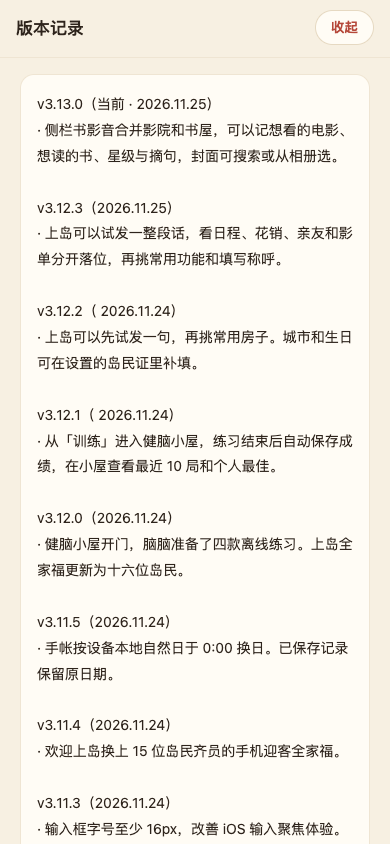 版本记录
收起
v3.13.0（当前 · 2026.11.25）
· 侧栏书影音合并影院和书屋，可以记想看的电影、
想读的书、星级与摘句，封面可搜索或从相册选。
v3.12.3（2026.11.25）
· 上岛可以试发一整段话，看日程、花销、亲友和影
单分开落位，再挑常用功能和填写称呼。
v3.12.2（ 2026.11.24）
· 上岛可以先试发一句，再挑常用房子。城市和生日
可在设置的岛民证里补填。
v3.12.1（ 2026.11.24）
· 从「训练」进入健脑小屋，练习结束后自动保存成
绩，在小屋查看最近 10 局和个人最佳。
v3.12.0（2026.11.24）
· 健脑小屋开门，脑脑准备了四款离线练习。上岛全
家福更新为十六位岛民。
v3.11.5（2026.11.24）
· 手帐按设备本地自然日于 0:00 换日。已保存记录
保留原日期。
v3.11.4（2026.11.24）
· 欢迎上岛换上 15 位岛民齐员的手机迎客全家福。
v3.11.3（2026.11.24）
· 输入框字号至少 16px，改善 iOS 输入聚焦体验。